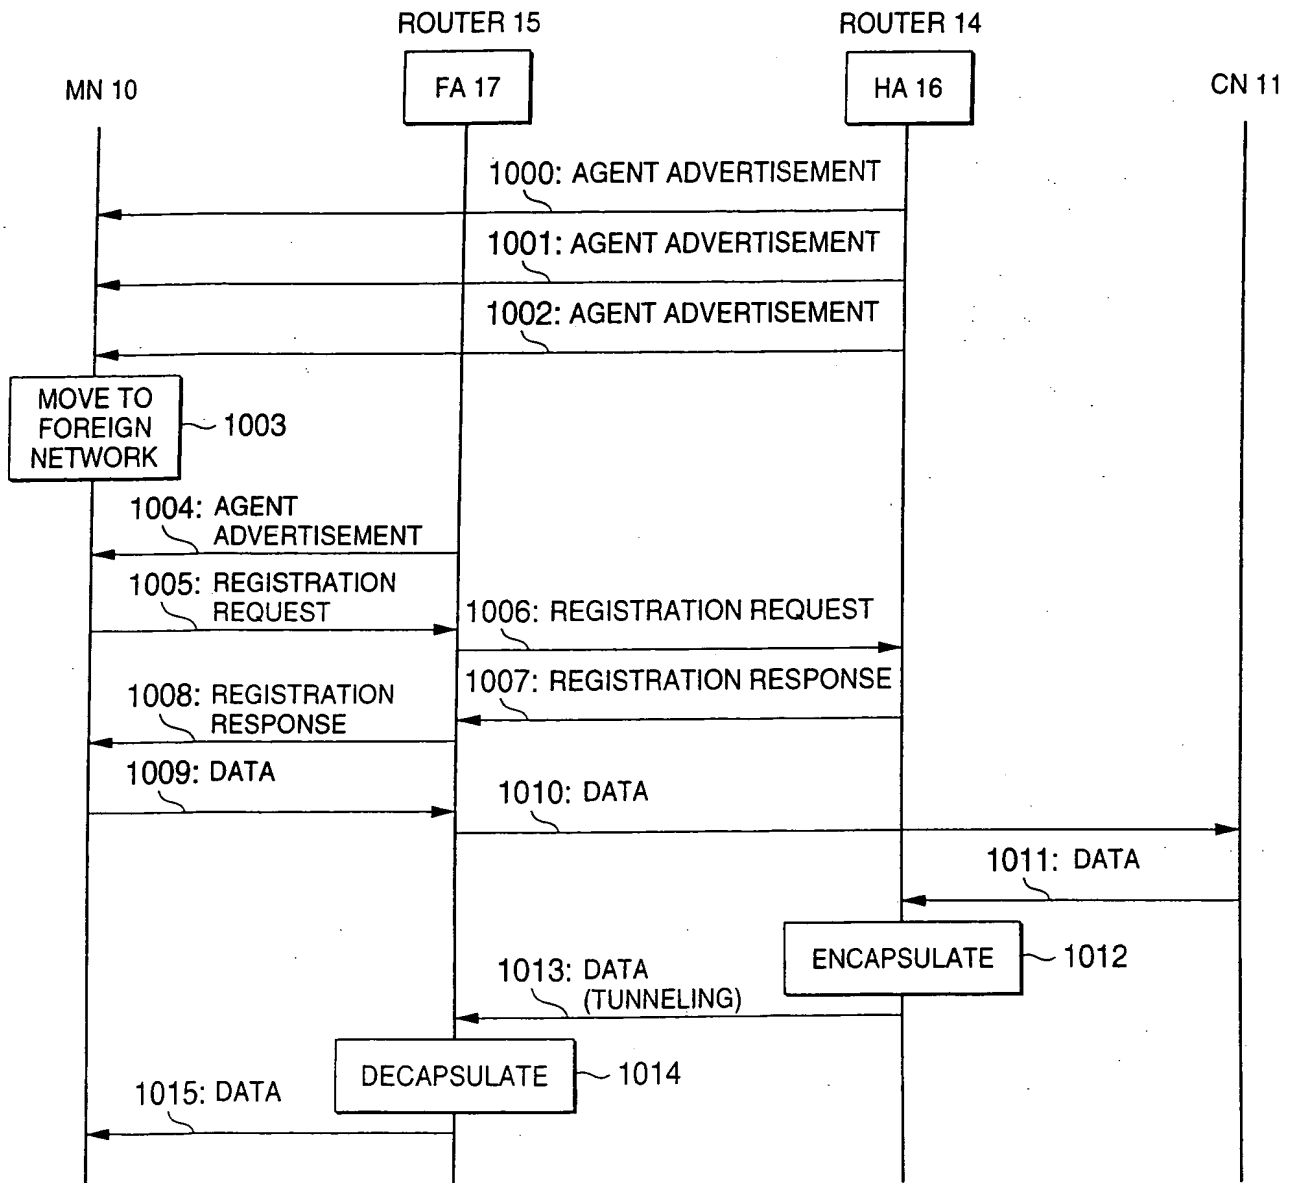 ROUTER 15
ROUTER 14
MN 10
FA 17
HA 16
CN 11
1000: AGENT ADVERTISEMENT
1001: AGENT ADVERTISEMENT
1002: AGENT ADVERTISEMENT
MOVE TO
FOREIGN
NETWORK
1003
1004: AGENT
ADVERTISEMENT
1005: REGISTRATION
REQUEST
1006: REGISTRATION REQUEST
1007: REGISTRATION RESPONSE
1008: REGISTRATION
RESPONSE
1009: DATA
1010: DATA
1011: DATA
ENCAPSULATE
1012
1013: DATA
(TUNNELING)
DECAPSULATE
1014
1015: DATA